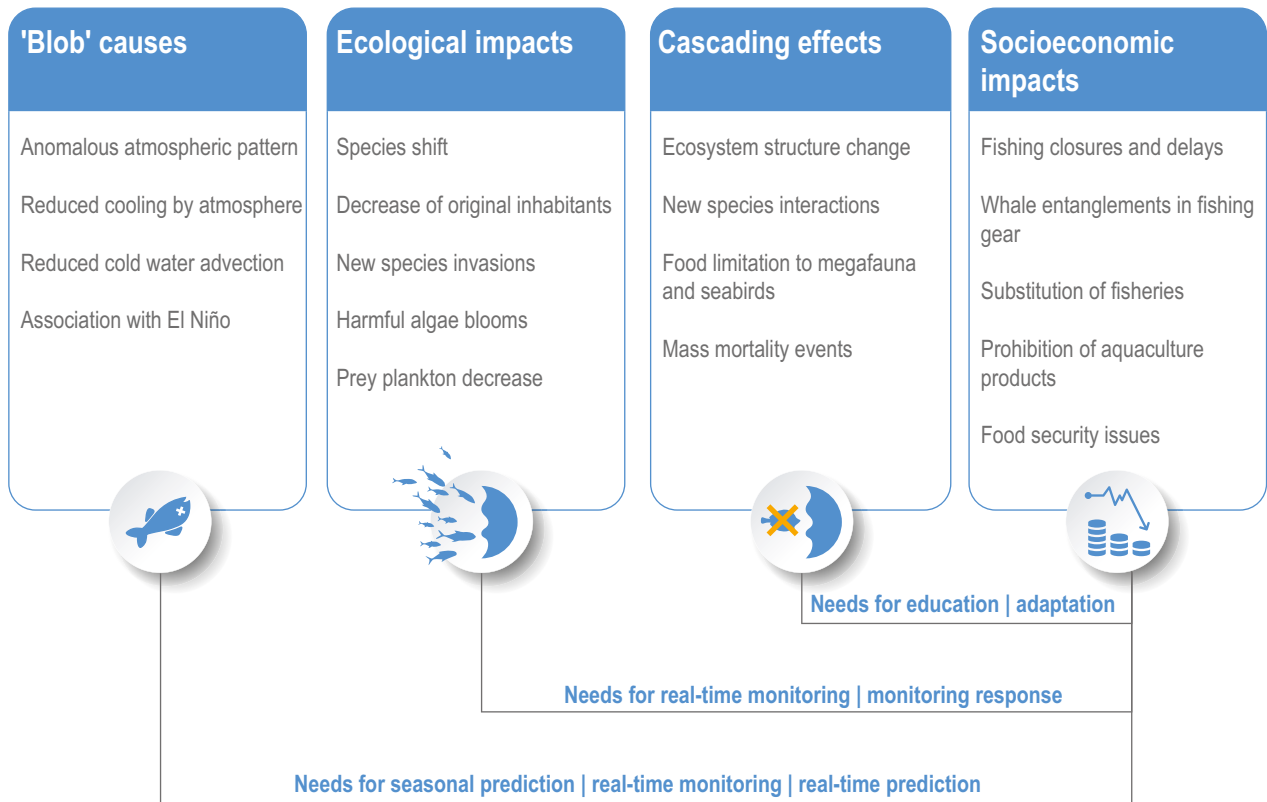 'Blob' causes
Anomalous atmospheric pattern
Reduced cooling by atmosphere
Reduced cold water advection
Association with El Niño
Ecological impacts
Species shift
Decrease of original inhabitants
New species invasions
Harmful algae blooms
Prey plankton decrease
Cascading effects
Ecosystem structure change
New species interactions
Food limitation to megafauna
and seabirds
Mass mortality events
Socioeconomic
impacts
Fishing closures and delays
Whale entanglements in fishing
gear
Substitution of fisheries
Prohibition of aquaculture
products
Food security issues
Needs for education | adaptation
Needs for real-time monitoring | monitoring response
Needs for seasonal prediction | real-time monitoring | real-time prediction